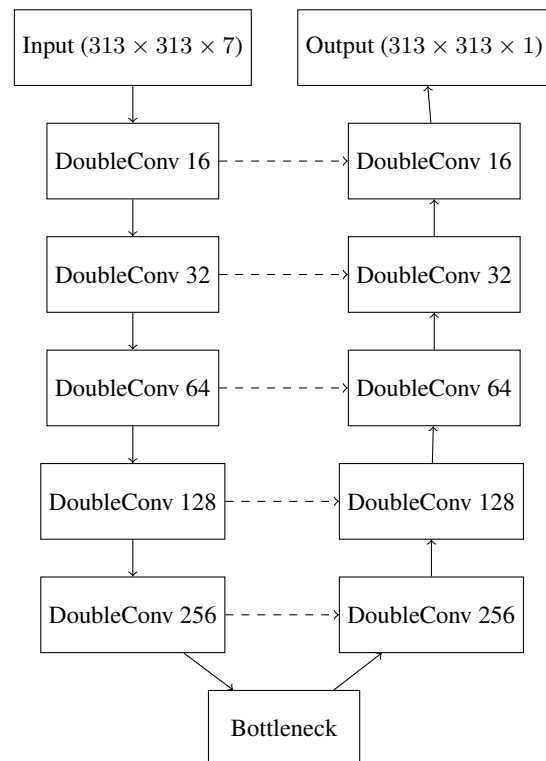 Input (313 × 313 × 7)
Output (313 × 313 × 1)
DoubleConv 16
DoubleConv 16
DoubleConv 32
DoubleConv 32
DoubleConv 64
DoubleConv 64
DoubleConv 128
DoubleConv 128
DoubleConv 256
DoubleConv 256
Bottleneck